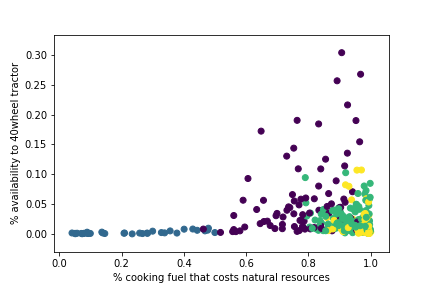 % availability to 40wheel tractor
0.30
0.25
0.20
0.15
0.10
0.05
0.00
0.0 0.2 0.4 0.6 0.8 1.0
% cooking fuel that costs natural resources